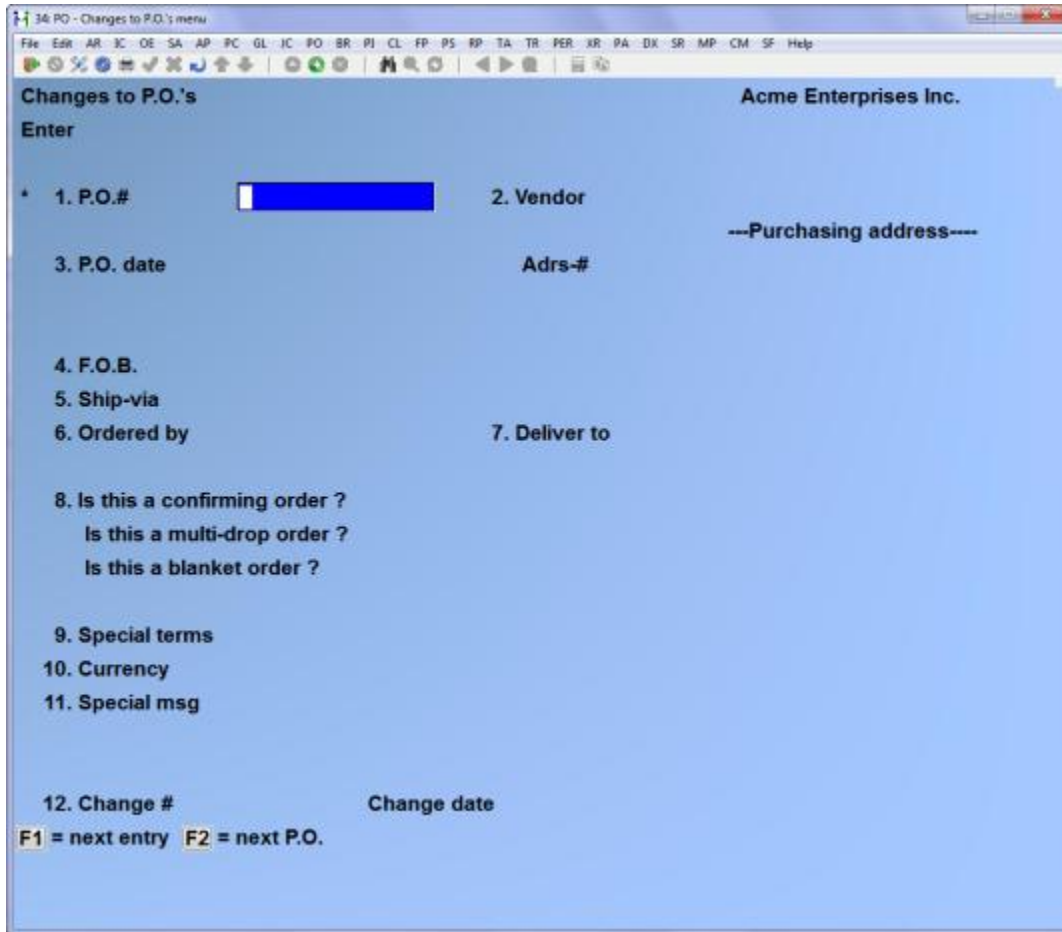 34: PO - Changes to P.O.'s menu
File Edit AR IC OE SA AP PC GL JC PO BR PJ CL FP PS RP TA TR PER XR PA DX SR MP CM SF Help
Changes to P.O.'s Acme Enterprises Inc.
Enter
* 1. P.O.# 2. Vendor
---Purchasing address----
3. P.O. date Adrs-#
4. F.O.B.
5. Ship-via
6. Ordered by 7. Deliver to
8. Is this a confirming order ?
Is this a multi-drop order ?
Is this a blanket order ?
9. Special terms
10. Currency
11. Special msg
12. Change # Change date
F1 = next entry F2 = next P.O.